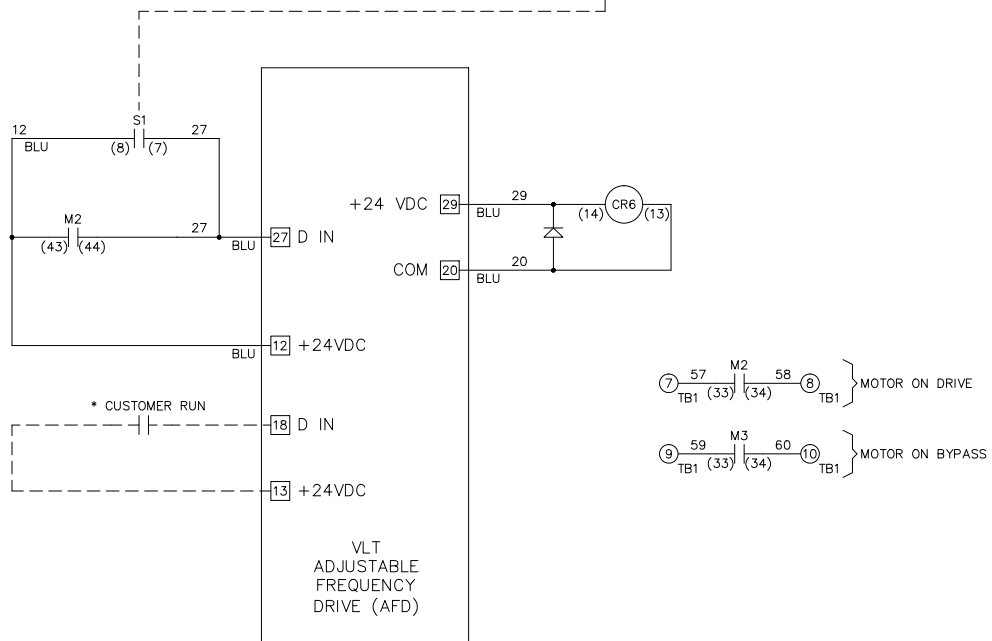 S1
12
27
BLU
(8) (7)
M2
27
(43) (44)
BLU
27 D IN
BLU
12 +24VDC
* CUSTOMER RUN
18 D IN
13 +24VDC
+24 VDC 29
29
BLU
(14) CR6 (13)
COM 20
20
BLU
VLT
ADJUSTABLE
FREQUENCY
DRIVE (AFD)
M2
7 57 58 8
TB1 (33) (34) TB1
MOTOR ON DRIVE
M3
9 59 60 10
TB1 (33) (34) TB1
MOTOR ON BYPASS